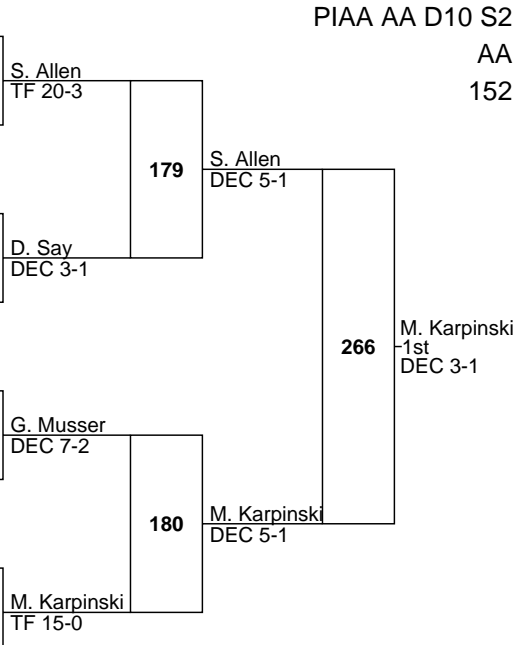 PIAA AA D10 S2
AA
152
S. Allen
TF 20-3
179
S. Allen
DEC 5-1
D. Say
DEC 3-1
266
M. Karpinski
1st
DEC 3-1
G. Musser
DEC 7-2
180
M. Karpinski
DEC 5-1
M. Karpinski
TF 15-0